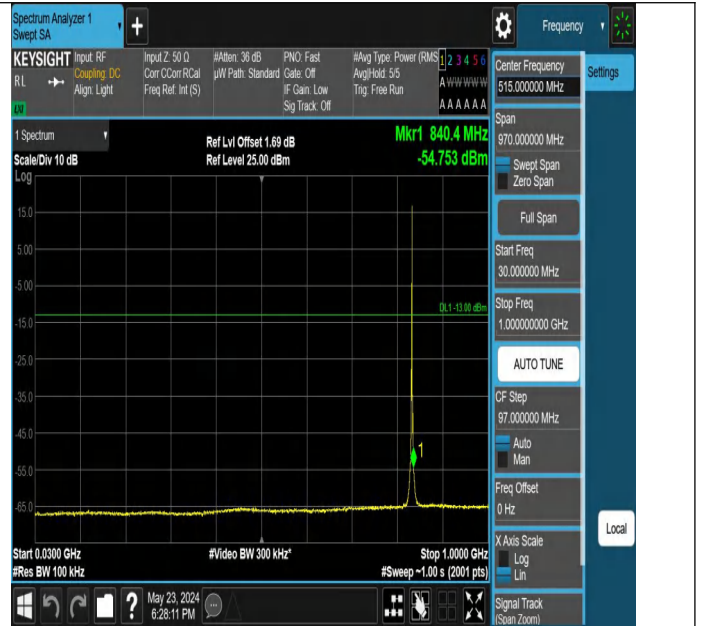 Spectrum Analyzer 1
Swept SA
Frequency
KEYSIGHT
RL
LXI
Input: RF
Coupling: DC
Align: Light
Input Z: 50 Ω
Corr CCorr RCal
Freq Ref: Int (S)
#Atten: 36 dB
µW Path: Standard
PNO: Fast
Gate: Off
IF Gain: Low
Sig Track: Off
#Avg Type: Power (RMS
Avg|Hold: 5/5
Trig: Free Run
1 2 3 4 5 6
A W W W W W
A A A A A A
1 Spectrum
Scale/Div 10 dB
Log
Ref Lvl Offset 1.69 dB
Ref Level 25.00 dBm
Mkr1 840.4 MHz
-54.753 dBm
15.0
5.00
-5.00
-15.0
-25.0
-35.0
-45.0
-55.0
-65.0
DL1 -13.00 dBm
1
Start 0.0300 GHz
#Res BW 100 kHz
#Video BW 300 kHz*
Stop 1.0000 GHz
#Sweep ~1.00 s (2001 pts)
Center Frequency
515.000000 MHz
Settings
Span
970.000000 MHz
Swept Span
Zero Span
Full Span
Start Freq
30.000000 MHz
Stop Freq
1.000000000 GHz
AUTO TUNE
CF Step
97.000000 MHz
Auto
Man
Freq Offset
0 Hz
X Axis Scale
Log
Lin
Local
Signal Track
(Span Zoom)
?
May 23, 2024
6:28:11 PM